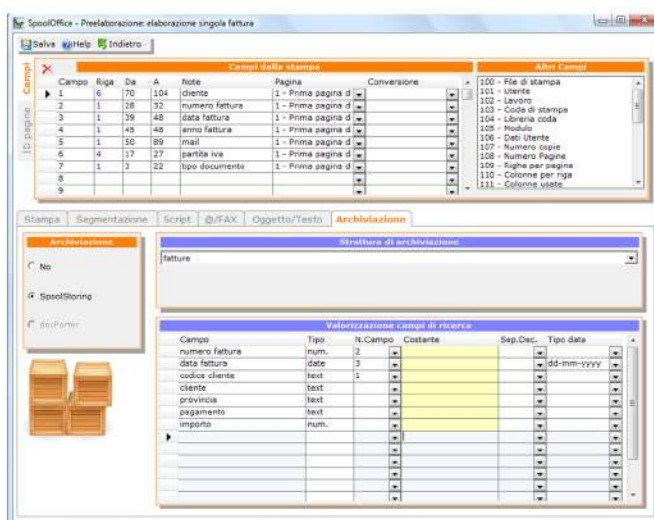 SpoolOffice - Preelaborazione: elaborazione singola fattura
Salva Help Indietro
Campi
ID pagine
Campi dalla stampa
Campo Riga Da A Note Pagina Conversione
1 6 70 104 cliente 1 - Prima pagina d
2 1 28 32 numero fattura 1 - Prima pagina d
3 1 39 48 data fattura 1 - Prima pagina d
4 1 45 48 anno fattura 1 - Prima pagina d
5 1 50 89 mail 1 - Prima pagina d
6 4 17 27 partita iva 1 - Prima pagina d
7 1 3 22 tipo documento 1 - Prima pagina d
8
9
Altri Campi
100 - File di stampa
101 - Utente
102 - Lavoro
103 - Coda di stampa
104 - Libreria coda
105 - Modulo
106 - Dati Utente
107 - Numero copie
108 - Numero Pagine
109 - Righe per pagina
110 - Colonne per riga
111 - Colonne usate
Stampa Segmentazione Script @/FAX Oggetto/Testo Archiviazione
Archiviazione
No
SpoolStoring
docPorter
Struttura di archiviazione
fatture
Valorizzazione campi di ricerca
Campo Tipo N.Campo Costante Sep.Dec. Tipo data
numero fattura num. 2
data fattura date 3 dd-mm-yyyy
codice cliente text 1
cliente text
provincia text
pagamento text
importo num.